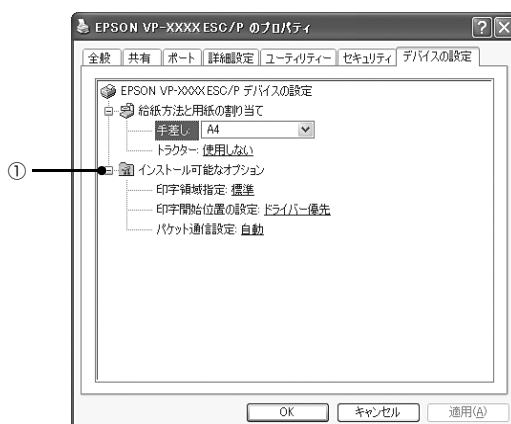 EPSON VP-XXXX ESC/P のプロパティ
全般 共有 ポート 詳細設定 ユーティリティー セキュリティ デバイスの設定
EPSON VP-XXXX ESC/P デバイスの設定
給紙方法と用紙の割り当て
手差し: A4
トラクター: 使用しない
① インストール可能なオプション
印字領域指定: 標準
印字開始位置の設定: ドライバー優先
パケット通信設定: 自動
OK キャンセル 適用(A)